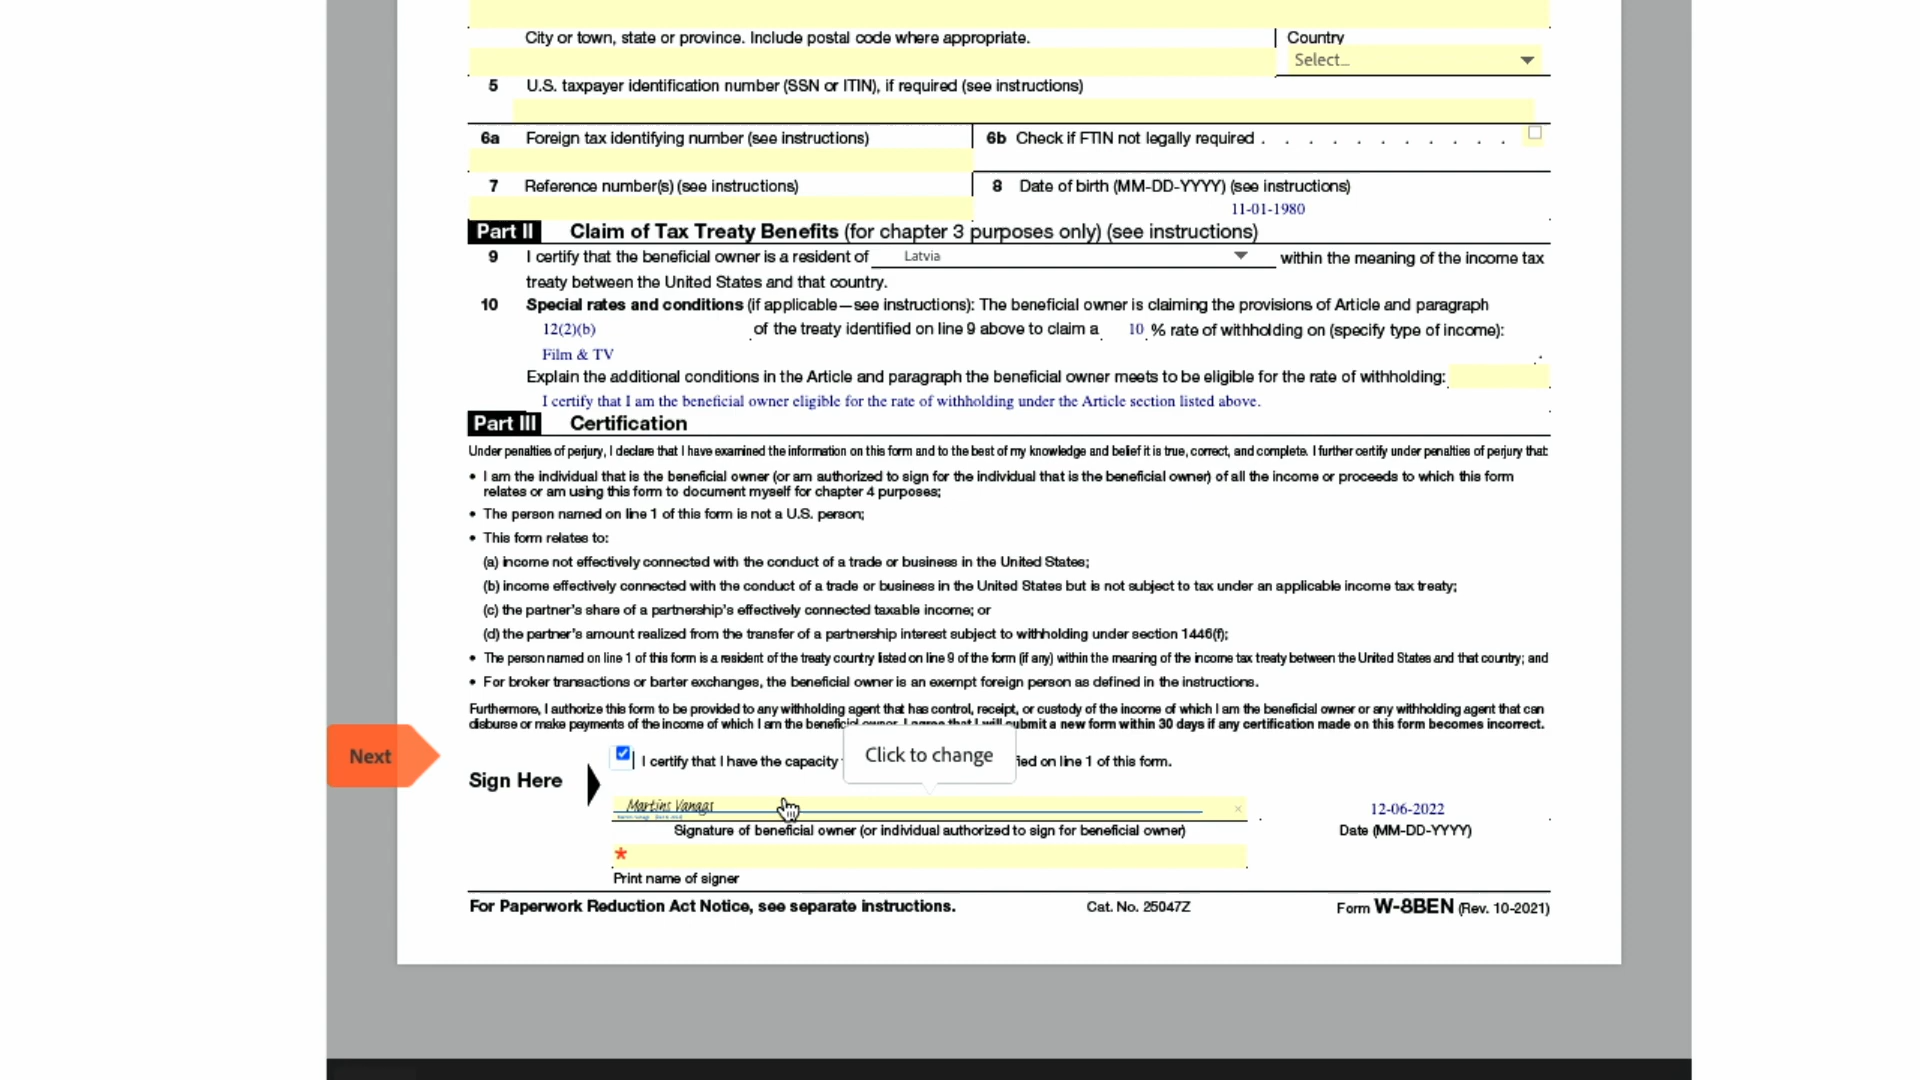 City or town, state or province. Include postal code where appropriate. Country
Select...
5 U.S. taxpayer identification number (SSN or ITIN), if required (see instructions)
6a Foreign tax identifying number (see instructions) 6b Check if FTIN not legally required . . . . . . . . . . .
7 Reference number(s) (see instructions) 8 Date of birth (MM-DD-YYYY) (see instructions)
11-01-1980
Part II Claim of Tax Treaty Benefits (for chapter 3 purposes only) (see instructions)
9 I certify that the beneficial owner is a resident of Latvia within the meaning of the income tax
treaty between the United States and that country.
10 Special rates and conditions (if applicable—see instructions): The beneficial owner is claiming the provisions of Article and paragraph
12(2)(b) of the treaty identified on line 9 above to claim a 10 % rate of withholding on (specify type of income):
Film & TV .
Explain the additional conditions in the Article and paragraph the beneficial owner meets to be eligible for the rate of withholding:
I certify that I am the beneficial owner eligible for the rate of withholding under the Article section listed above.
Part III Certification
Under penalties of perjury, I declare that I have examined the information on this form and to the best of my knowledge and belief it is true, correct, and complete. I further certify under penalties of perjury that:
• I am the individual that is the beneficial owner (or am authorized to sign for the individual that is the beneficial owner) of all the income or proceeds to which this form
relates or am using this form to document myself for chapter 4 purposes;
• The person named on line 1 of this form is not a U.S. person;
• This form relates to:
(a) income not effectively connected with the conduct of a trade or business in the United States;
(b) income effectively connected with the conduct of a trade or business in the United States but is not subject to tax under an applicable income tax treaty;
(c) the partner's share of a partnership's effectively connected taxable income; or
(d) the partner's amount realized from the transfer of a partnership interest subject to withholding under section 1446(f);
• The person named on line 1 of this form is a resident of the treaty country listed on line 9 of the form (if any) within the meaning of the income tax treaty between the United States and that country; and
• For broker transactions or barter exchanges, the beneficial owner is an exempt foreign person as defined in the instructions.
Furthermore, I authorize this form to be provided to any withholding agent that has control, receipt, or custody of the income of which I am the beneficial owner or any withholding agent that can
disburse or make payments of the income of which I am the beneficial owner. I agree that I will submit a new form within 30 days if any certification made on this form becomes incorrect.
Next
Click to change
I certify that I have the capacity ied on line 1 of this form.
Sign Here
Martins Vanags × 12-06-2022
Signature of beneficial owner (or individual authorized to sign for beneficial owner) Date (MM-DD-YYYY)
*
Print name of signer
For Paperwork Reduction Act Notice, see separate instructions. Cat. No. 25047Z Form W-8BEN (Rev. 10-2021)